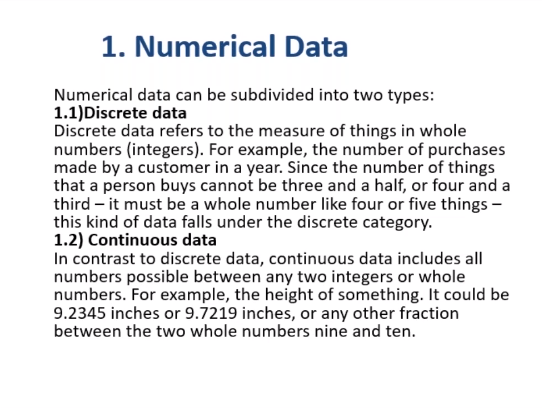 1. Numerical Data
Numerical data can be subdivided into two types:
1.1)Discrete data
Discrete data refers to the measure of things in whole
numbers (integers). For example, the number of purchases
made by a customer in a year. Since the number of things
that a person buys cannot be three and a half, or four and a
third – it must be a whole number like four or five things –
this kind of data falls under the discrete category.
1.2) Continuous data
In contrast to discrete data, continuous data includes all
numbers possible between any two integers or whole
numbers. For example, the height of something. It could be
9.2345 inches or 9.7219 inches, or any other fraction
between the two whole numbers nine and ten.